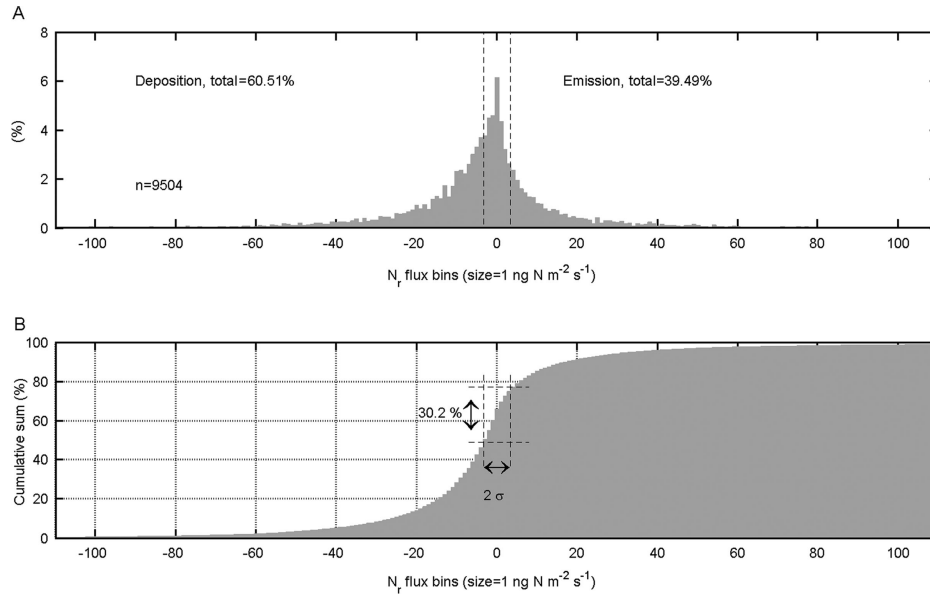 A
8
6
4
2
0
(%)
Deposition, total=60.51%
Emission, total=39.49%
n=9504
-100 -80 -60 -40 -20 0 20 40 60 80 100
N_r flux bins (size=1 ng N m^-2 s^-1)
B
100
80
60
40
20
0
Cumulative sum (%)
30.2 %
2 σ
-100 -80 -60 -40 -20 0 20 40 60 80 100
N_r flux bins (size=1 ng N m^-2 s^-1)